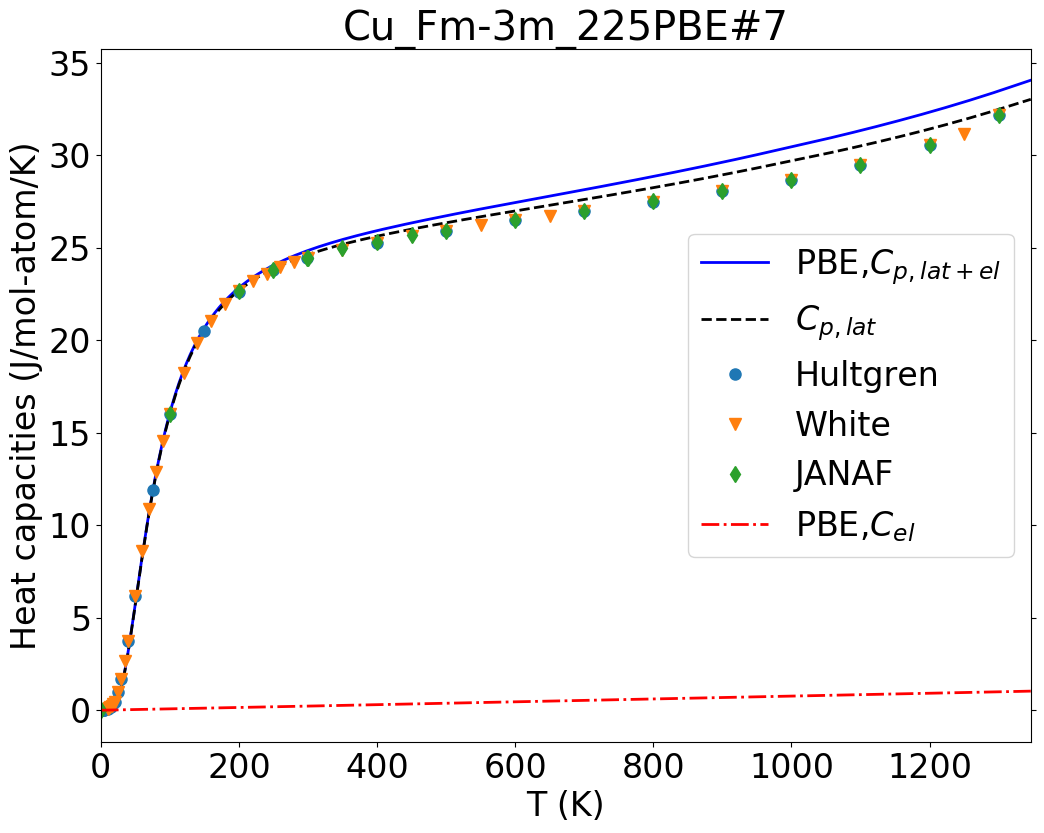 Cu_Fm-3m_225PBE#7
Heat capacities (J/mol-atom/K)
35
30
25
20
15
10
5
0
PBE,C_{p,lat+el}
C_{p,lat}
Hultgren
White
JANAF
PBE,C_{el}
0 200 400 600 800 1000 1200
T (K)